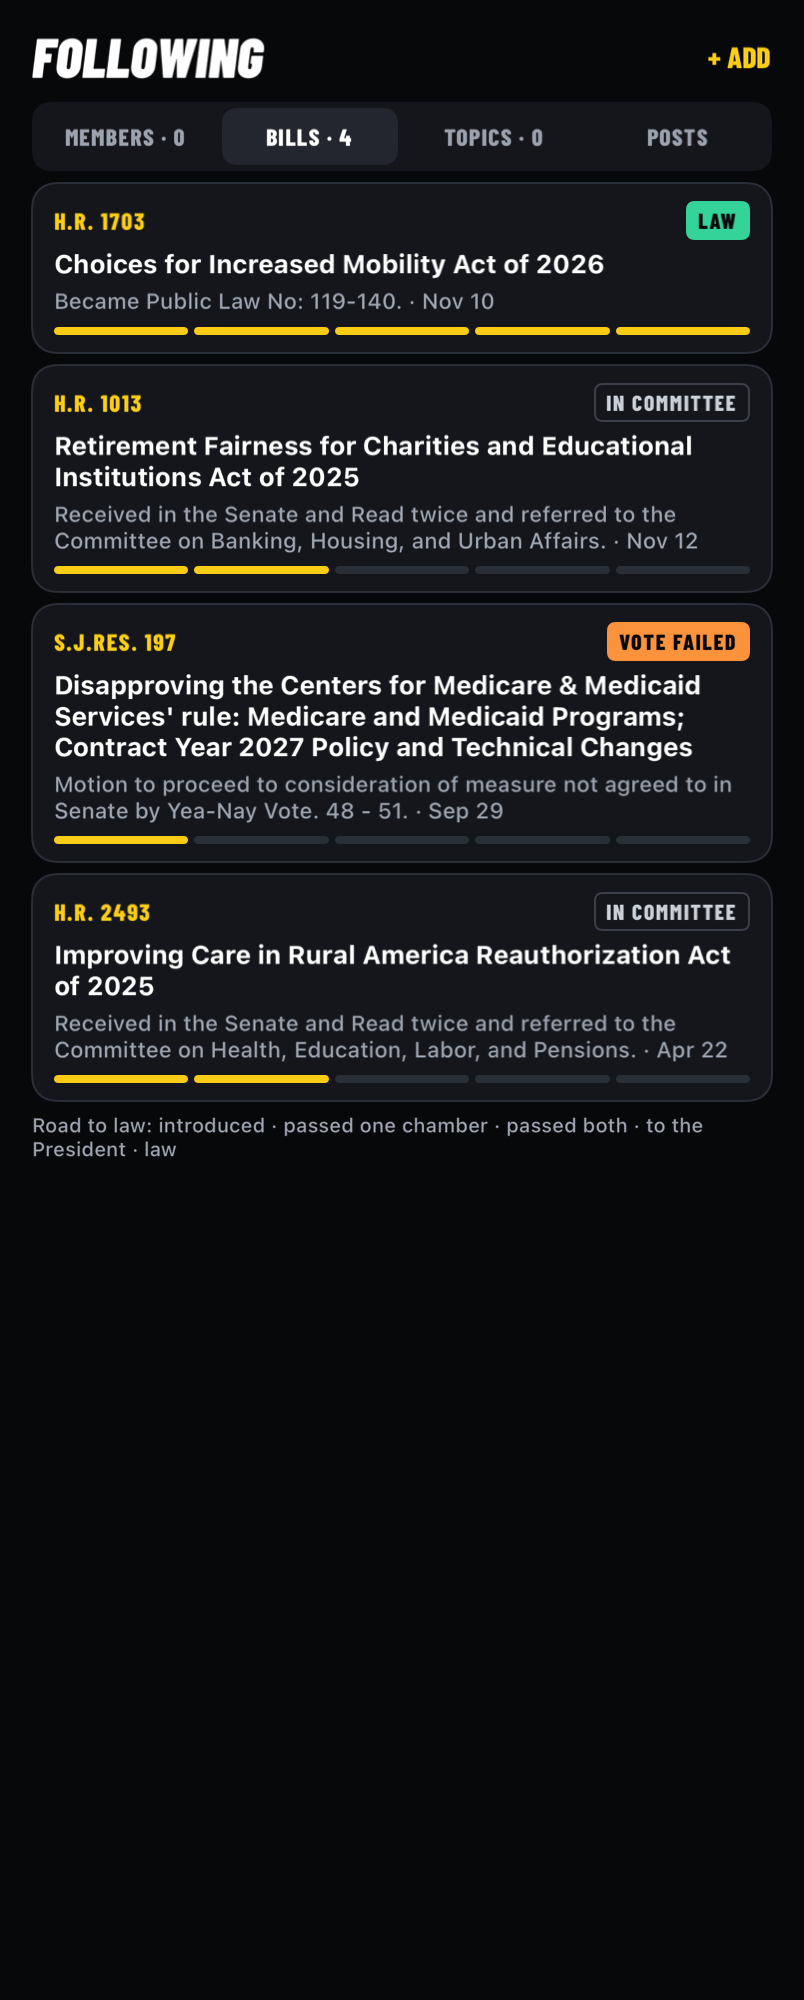 FOLLOWING
+ ADD
MEMBERS · 0
BILLS · 4
TOPICS · 0
POSTS
H.R. 1703
LAW
Choices for Increased Mobility Act of 2026
Became Public Law No: 119-140. · Nov 10
H.R. 1013
IN COMMITTEE
Retirement Fairness for Charities and Educational
Institutions Act of 2025
Received in the Senate and Read twice and referred to the
Committee on Banking, Housing, and Urban Affairs. · Nov 12
S.J.RES. 197
VOTE FAILED
Disapproving the Centers for Medicare & Medicaid
Services' rule: Medicare and Medicaid Programs;
Contract Year 2027 Policy and Technical Changes
Motion to proceed to consideration of measure not agreed to in
Senate by Yea-Nay Vote. 48 - 51. · Sep 29
H.R. 2493
IN COMMITTEE
Improving Care in Rural America Reauthorization Act
of 2025
Received in the Senate and Read twice and referred to the
Committee on Health, Education, Labor, and Pensions. · Apr 22
Road to law: introduced · passed one chamber · passed both · to the
President · law